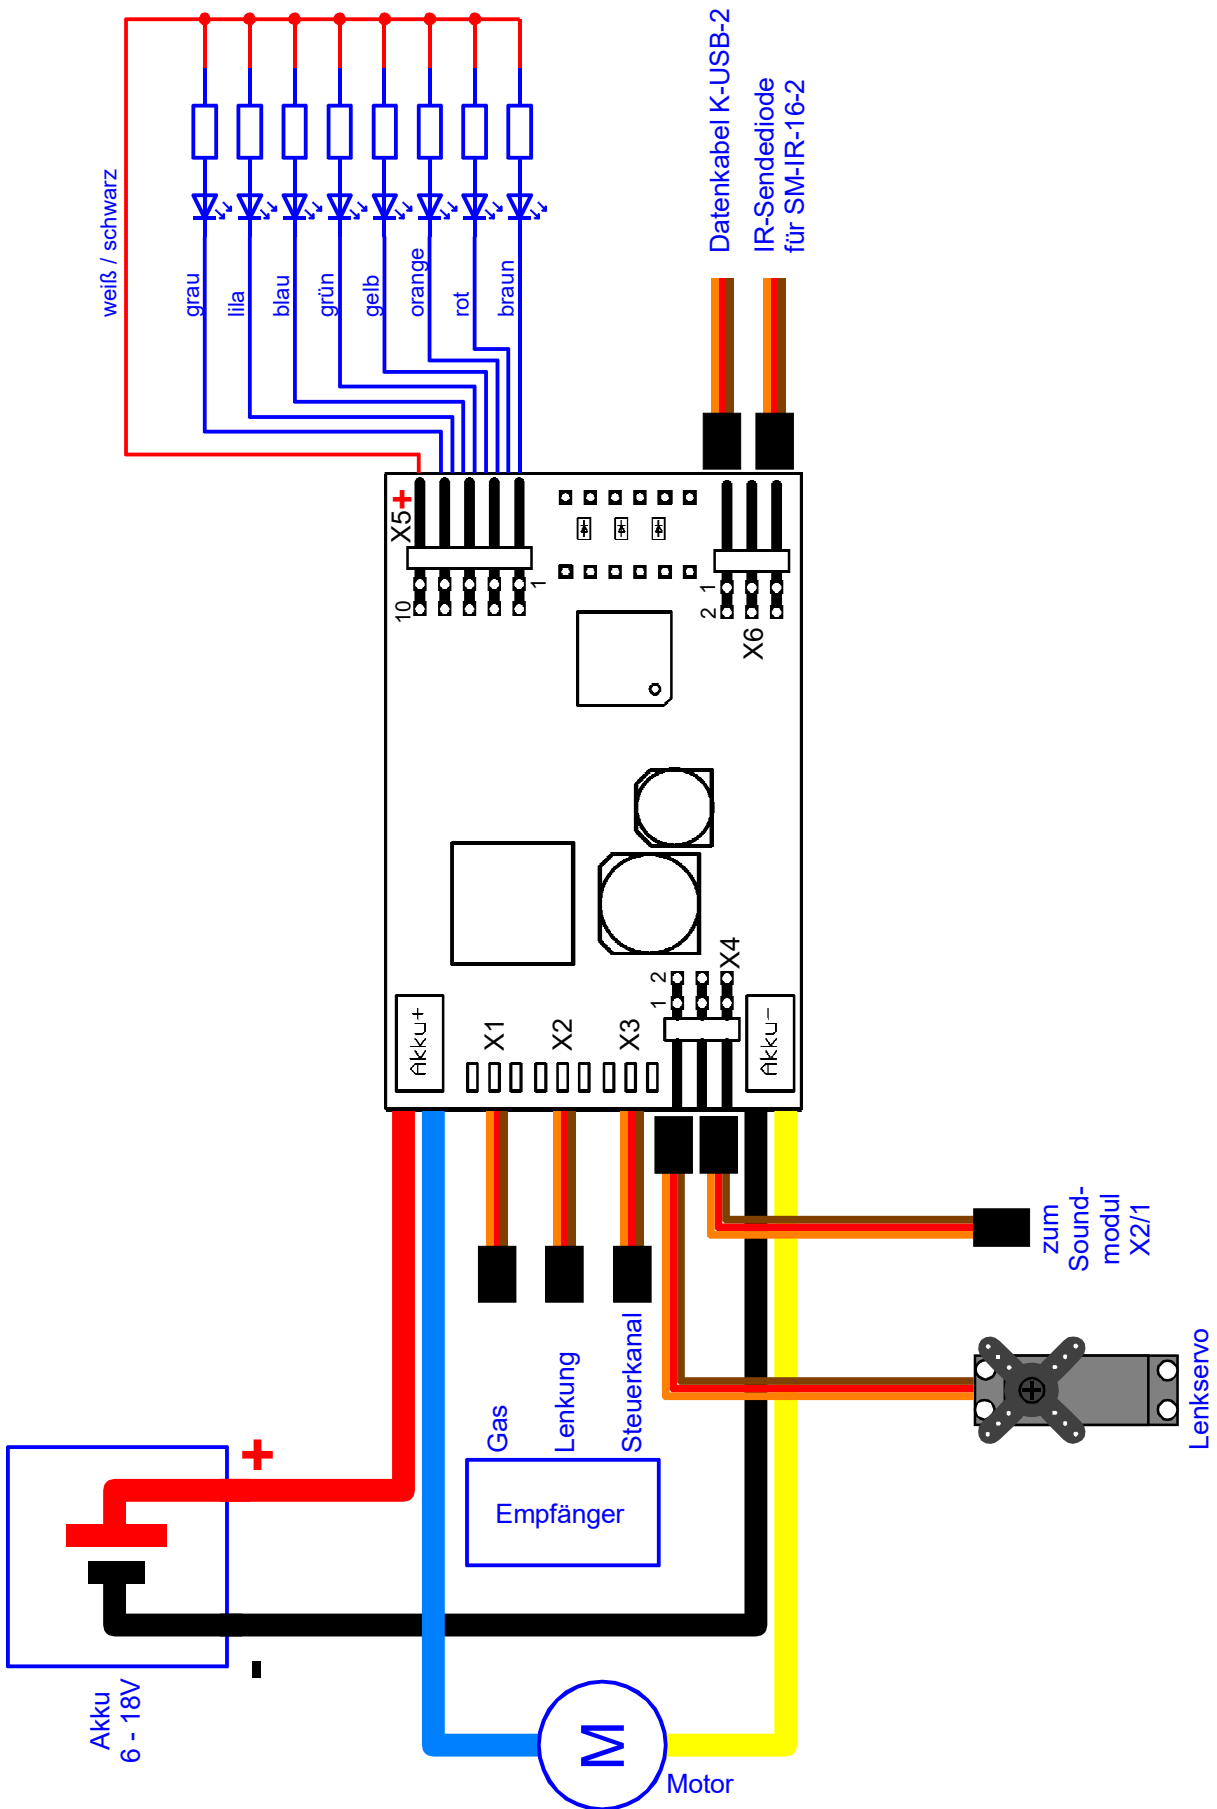 weiß / schwarz
grau
lila
blau
grün
gelb
orange
rot
braun
Datenkabel K-USB-2
IR-Sendediode
für SM-IR-16-2
X5
+
10
1
2
1
X6
Akku+
X1
X2
X3
1
2
X4
Akku-
Gas
Lenkung
Steuerkanal
Empfänger
zum
Sound-
modul
X2/1
Lenkservo
+
-
Akku
6 - 18V
M
Motor